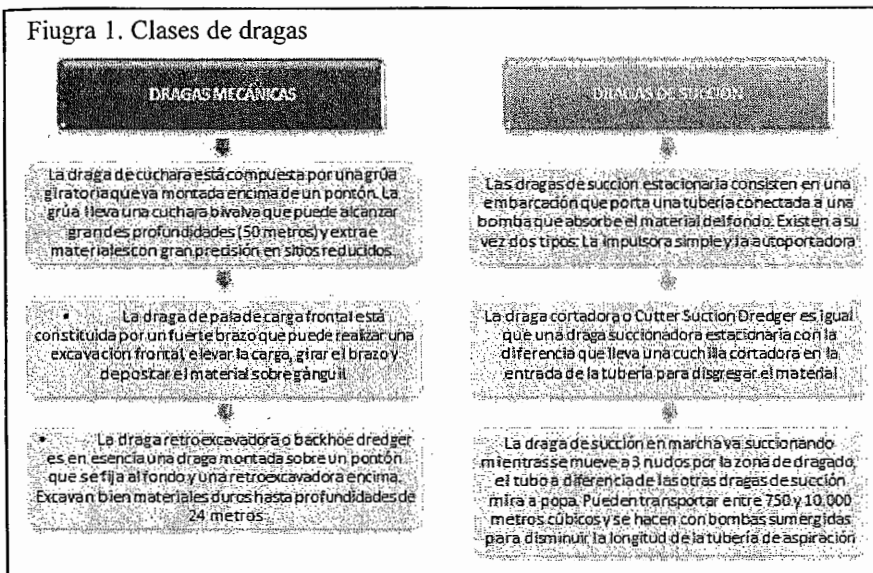 Fiugra 1. Clases de dragas
DRAGAS MECÁNICAS
La draga de cuchara está compuesta por una grúa
giratoria que va montada encima de un pontón. La
grúa lleva una cuchara bivalva que puede alcanzar
grandes profundidades (50 metros) y extrae
materiales con gran precisión en sitios reducidos
• La draga de pala de carga frontal está
constituida por un fuerte brazo que puede realizar una
excavación frontal, elevar la carga, girar el brazo y
depositar el material sobre gánguil
• La draga retroexcavadora o backhoe dredger
es en esencia una draga montada sobre un pontón
que se fija al fondo y una retroexcavadora encima.
Excavan bien materiales duros hasta profundidades de
24 metros
DRAGAS DE SUCCIÓN
Las dragas de succión estacionaria consisten en una
embarcación que porta una tubería conectada a una
bomba que absorbe el material del fondo. Existen a su
vez dos tipos: La impulsora simple y la autoportadora
La draga cortadora o Cutter Suction Dredger es igual
que una draga succionadora estacionaria con la
diferencia que lleva una cuchilla cortadora en la
entrada de la tubería para disgregar el material
La draga de succión en marcha va succionando
mientras se mueve a 3 nudos por la zona de dragado,
el tubo a diferencia de las otras dragas de succión
mira a popa. Pueden transportar entre 750 y 10.000
metros cúbicos y se hacen con bombas sumergidas
para disminuir la longitud de la tubería de aspiración